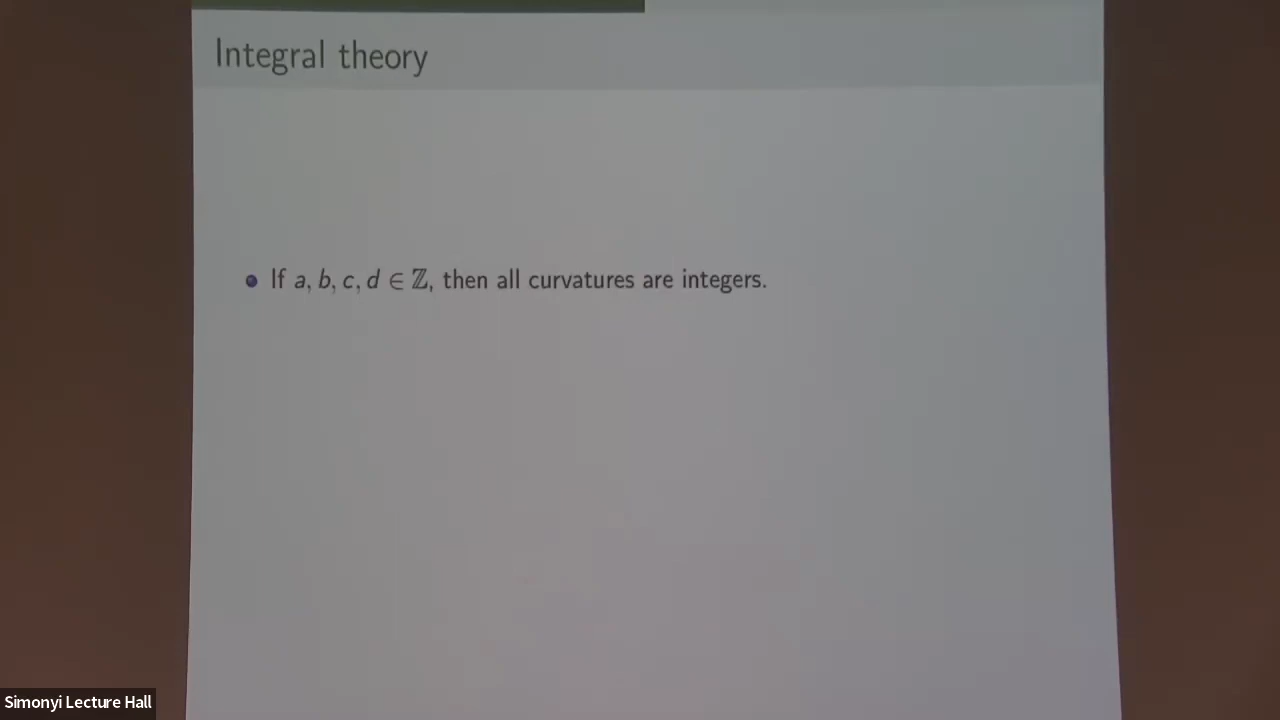 Integral theory
If a, b, c, d ∈ ℤ, then all curvatures are integers.
Simonyi Lecture Hall